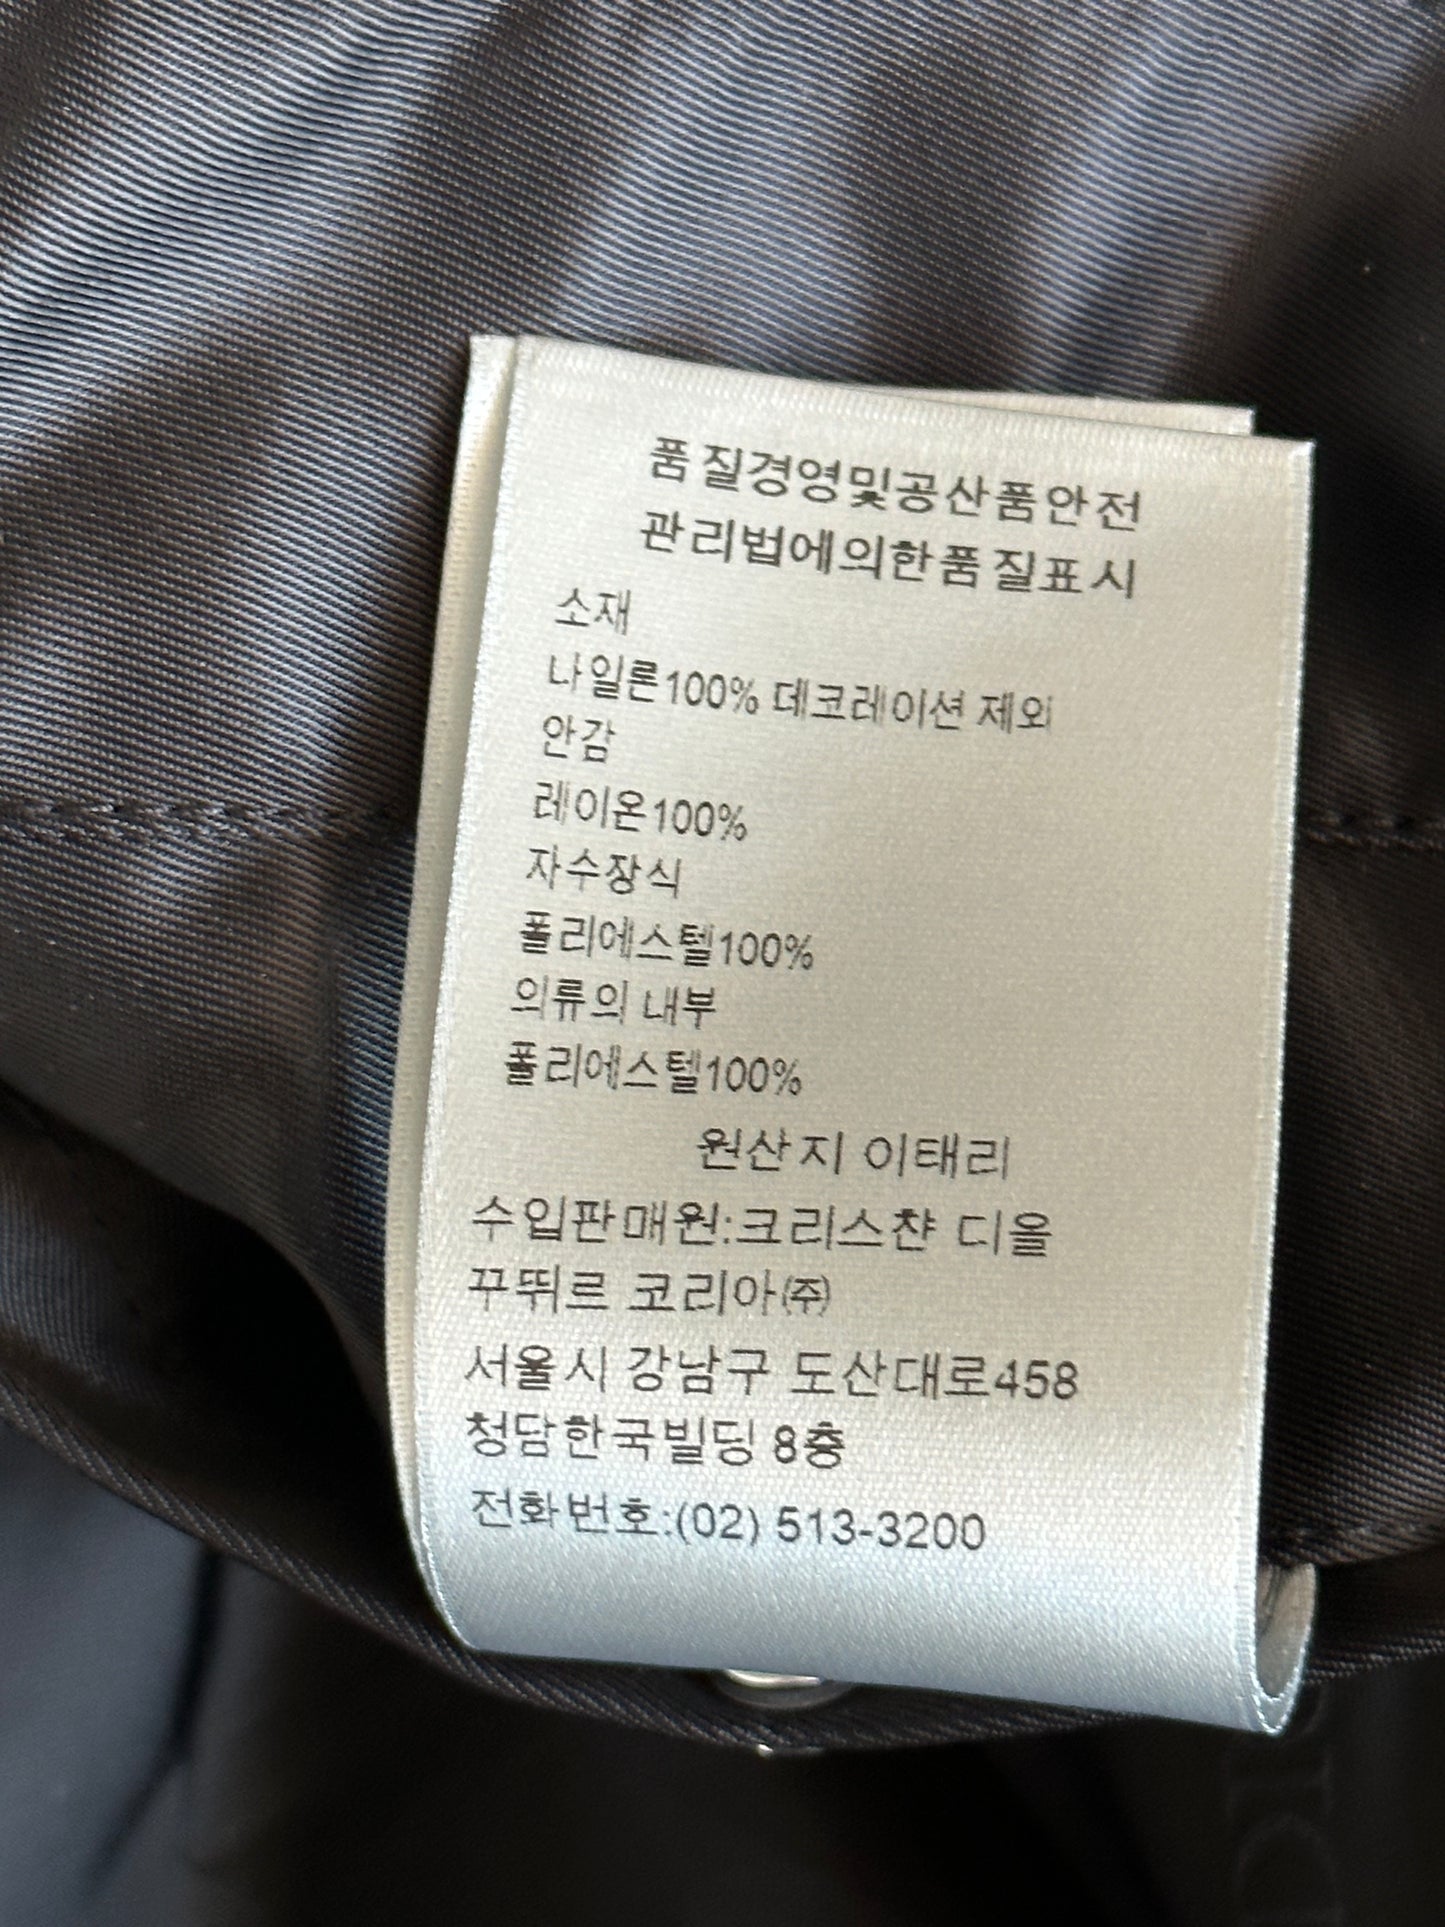 품질경영및공산품안전
관리법에의한품질표시
소재
나일론100% 데코레이션 제외
안감
레이온100%
자수장식
폴리에스텔100%
의류의 내부
폴리에스텔100%
원산지 이태리
수입판매원:크리스챤 디올
꾸뛰르 코리아㈜
서울시 강남구 도산대로458
청담한국빌딩 8층
전화번호:(02) 513-3200